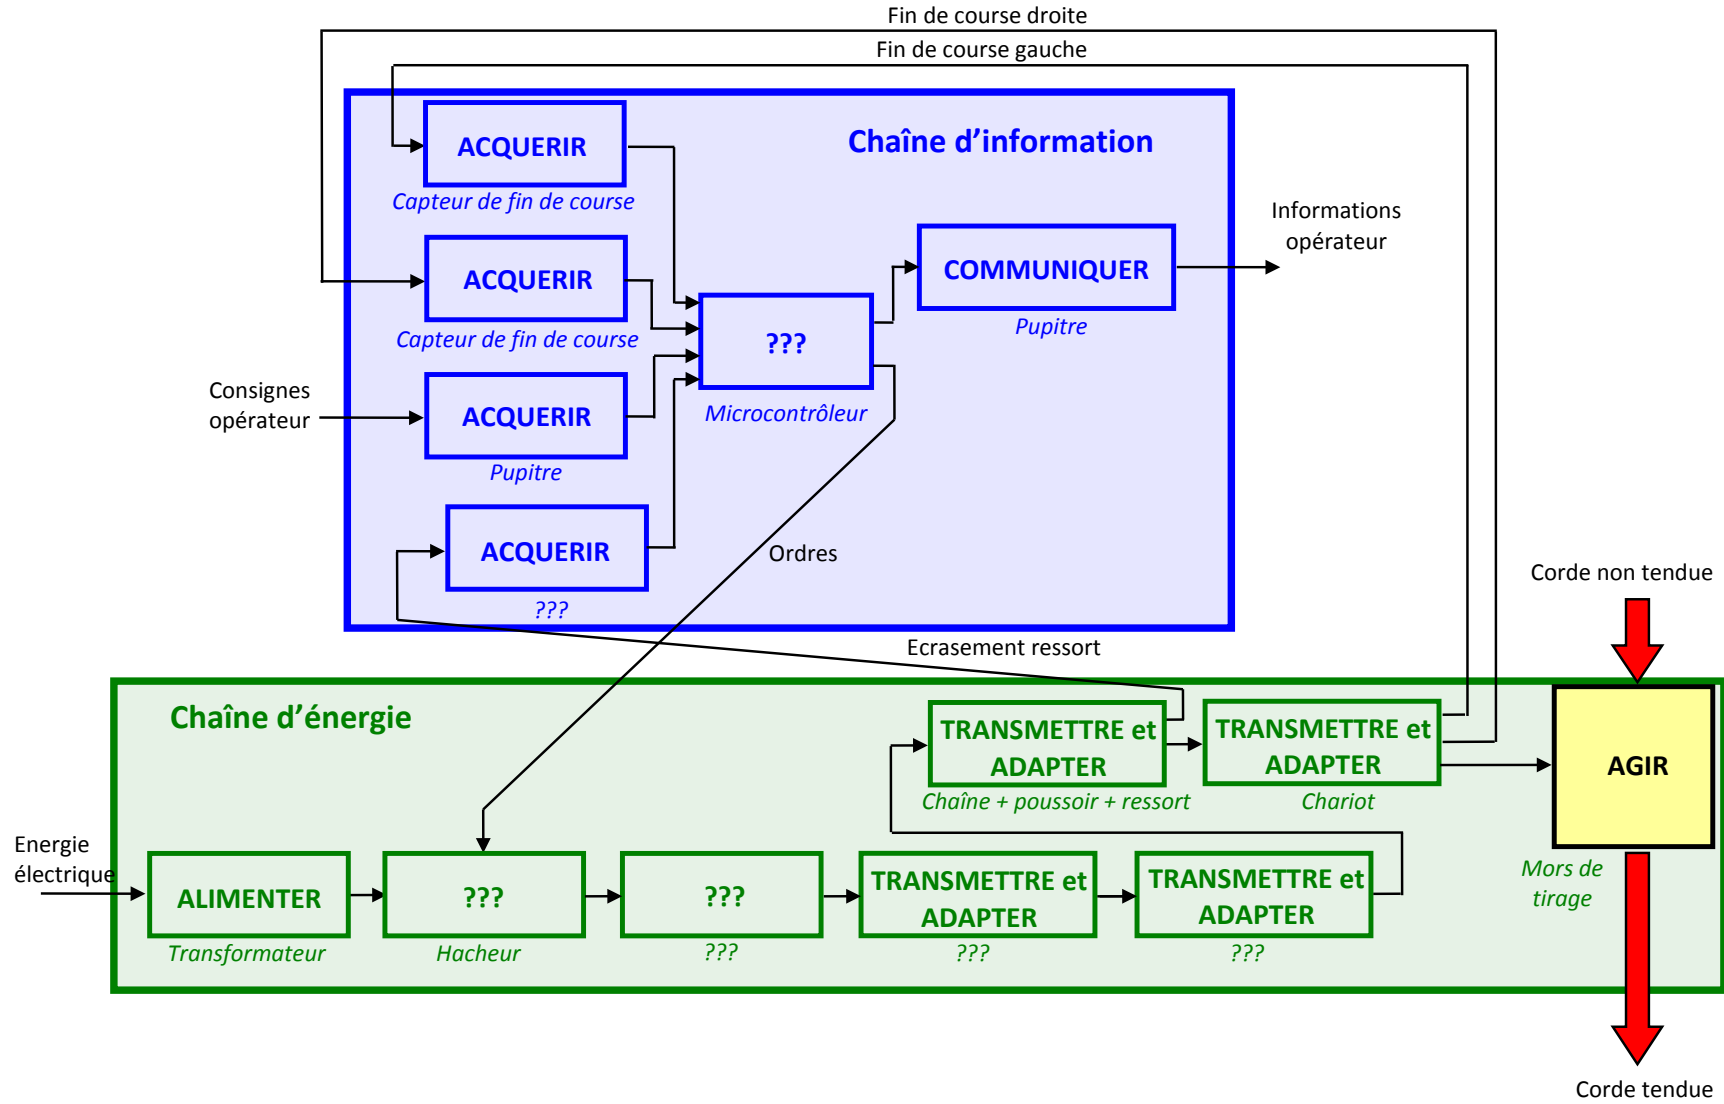 Fin de course droite
Fin de course gauche
Chaîne d’information
ACQUERIR
Capteur de fin de course
ACQUERIR
Capteur de fin de course
Consignes
opérateur
ACQUERIR
Pupitre
ACQUERIR
???
???
Microcontrôleur
COMMUNIQUER
Pupitre
Informations
opérateur
Ordres
Ecrasement ressort
Corde non tendue
Chaîne d’énergie
TRANSMETTRE et
ADAPTER
Chaîne + poussoir + ressort
TRANSMETTRE et
ADAPTER
Chariot
AGIR
Mors de
tirage
Energie
électrique
ALIMENTER
Transformateur
???
Hacheur
???
???
TRANSMETTRE et
ADAPTER
???
TRANSMETTRE et
ADAPTER
???
Corde tendue